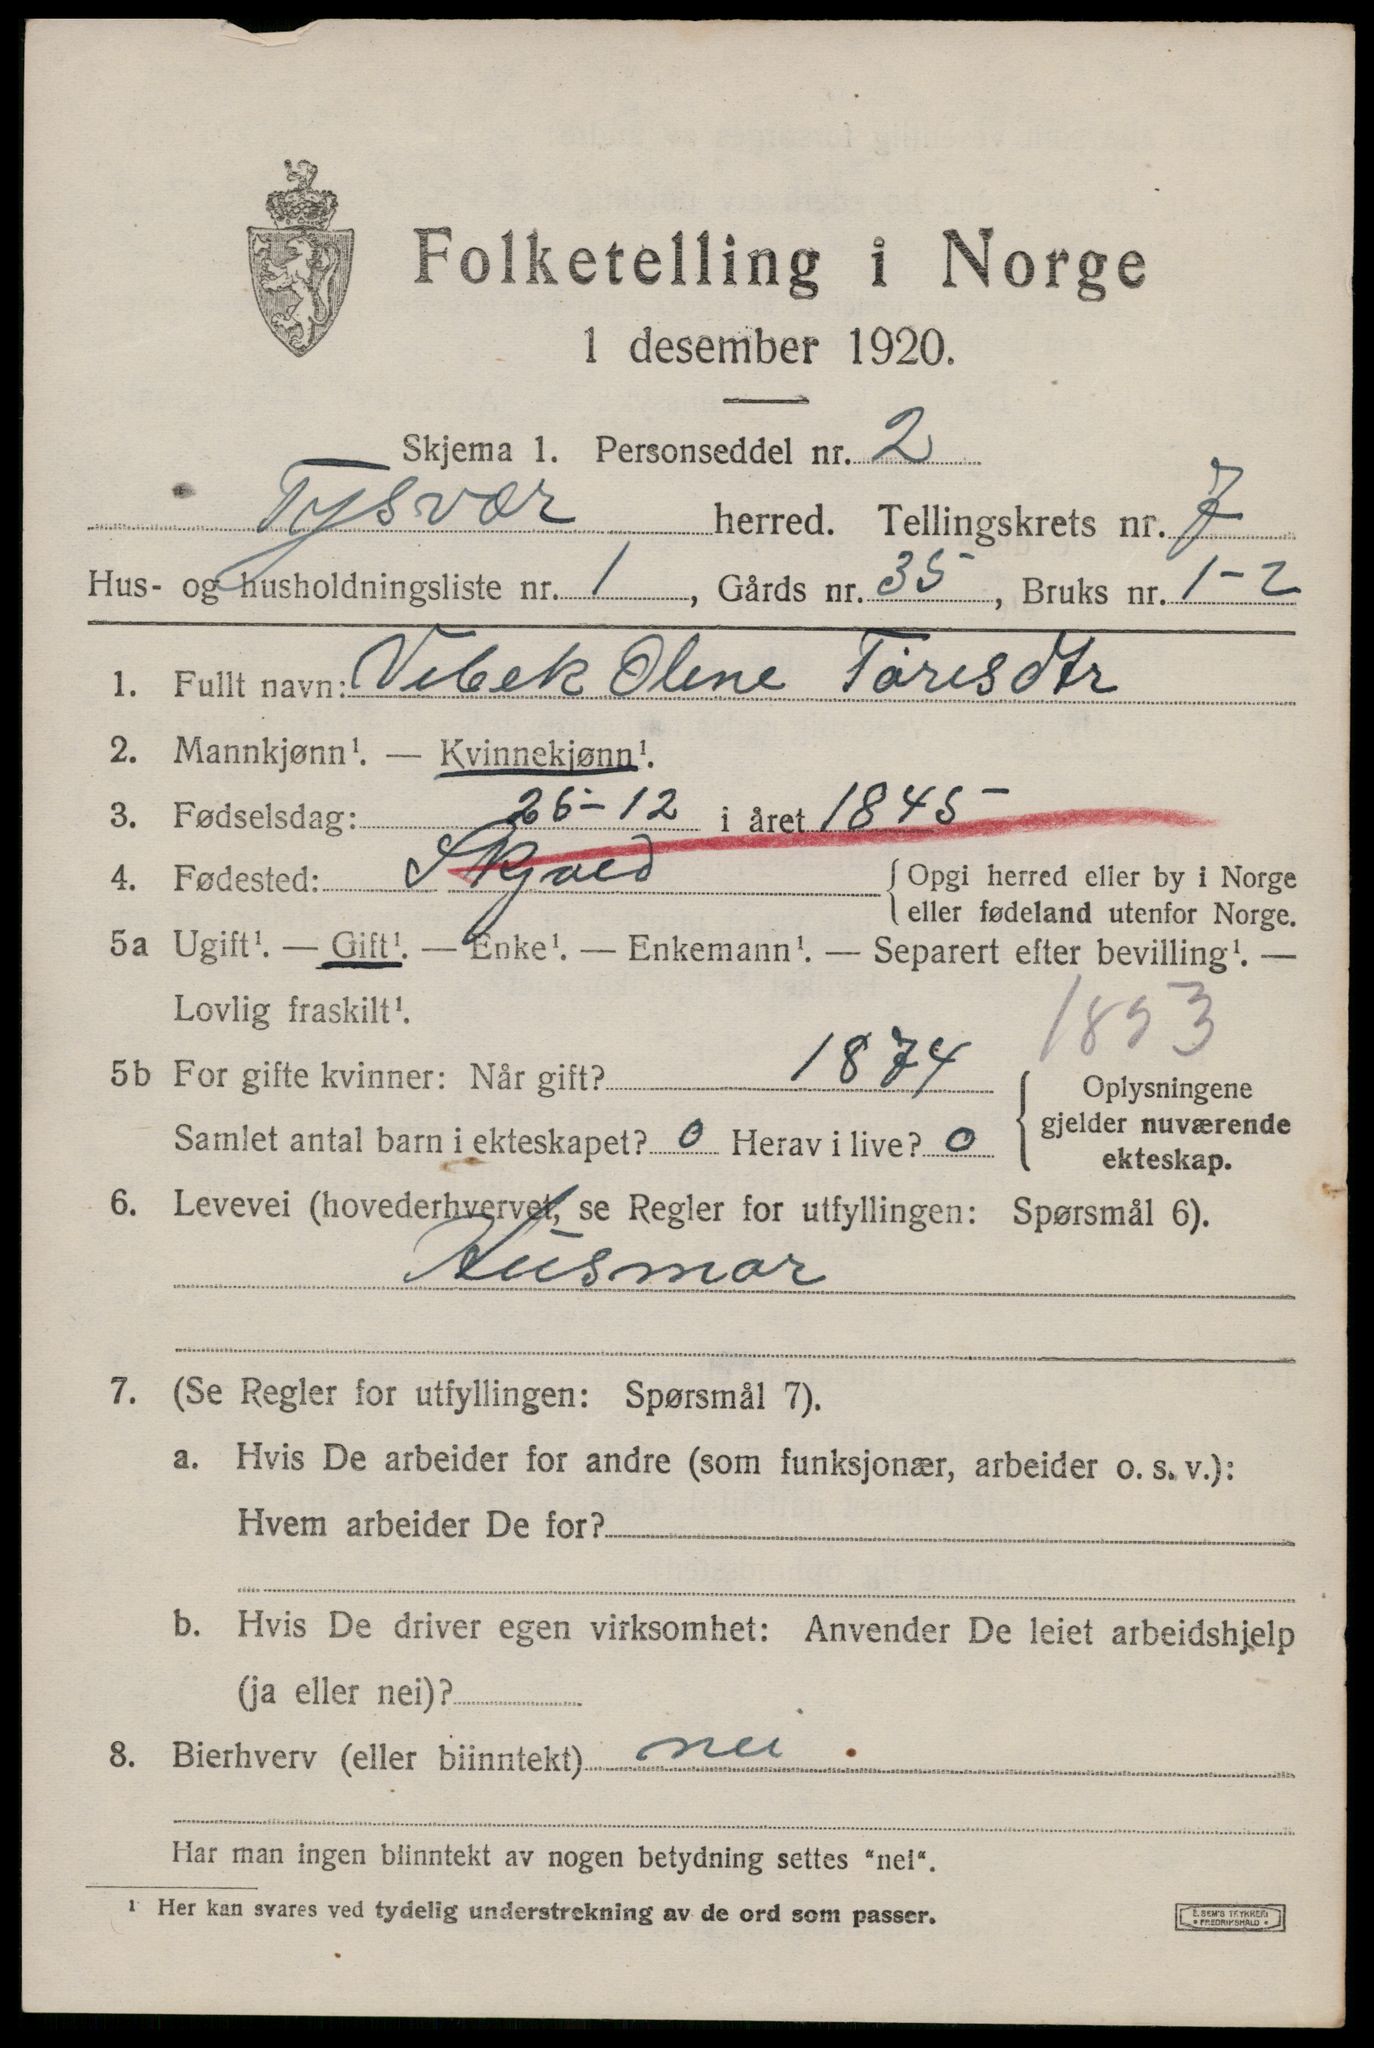 Folketelling i Norge
1 desember 1920.
Skjema 1. Personseddel nr. 2
Tysvær herred. Tellingskrets nr. 7
Hus- og husholdningsliste nr. 1, Gårds nr. 35, Bruks nr. 1-2
1. Fullt navn: Vibek Olene Tørisdtr
2. Mannkjønn¹. — Kvinnekjønn¹.
3. Fødselsdag: 26-12 i året 1845
4. Fødested: Skjold {Opgi herred eller by i Norge
eller fødeland utenfor Norge.
5a Ugift¹. — Gift¹. — Enke¹. — Enkemann¹. — Separert efter bevilling¹. —
Lovlig fraskilt¹.
1853
5b For gifte kvinner: Når gift? 1874
Samlet antal barn i ekteskapet? 0 Herav i live? 0
Oplysningene
gjelder nuværende
ekteskap.
6. Levevei (hovederhvervet, se Regler for utfyllingen: Spørsmål 6).
Husmor
7. (Se Regler for utfyllingen: Spørsmål 7).
a. Hvis De arbeider for andre (som funksjonær, arbeider o. s. v.):
Hvem arbeider De for?
b. Hvis De driver egen virksomhet: Anvender De leiet arbeidshjelp
(ja eller nei)?
8. Bierhverv (eller biinntekt) nei
Har man ingen biinntekt av nogen betydning settes "nei".
¹ Her kan svares ved tydelig understrekning av de ord som passer.
E. SEM'S TRYKKERI
• FREDRIKSHALD •